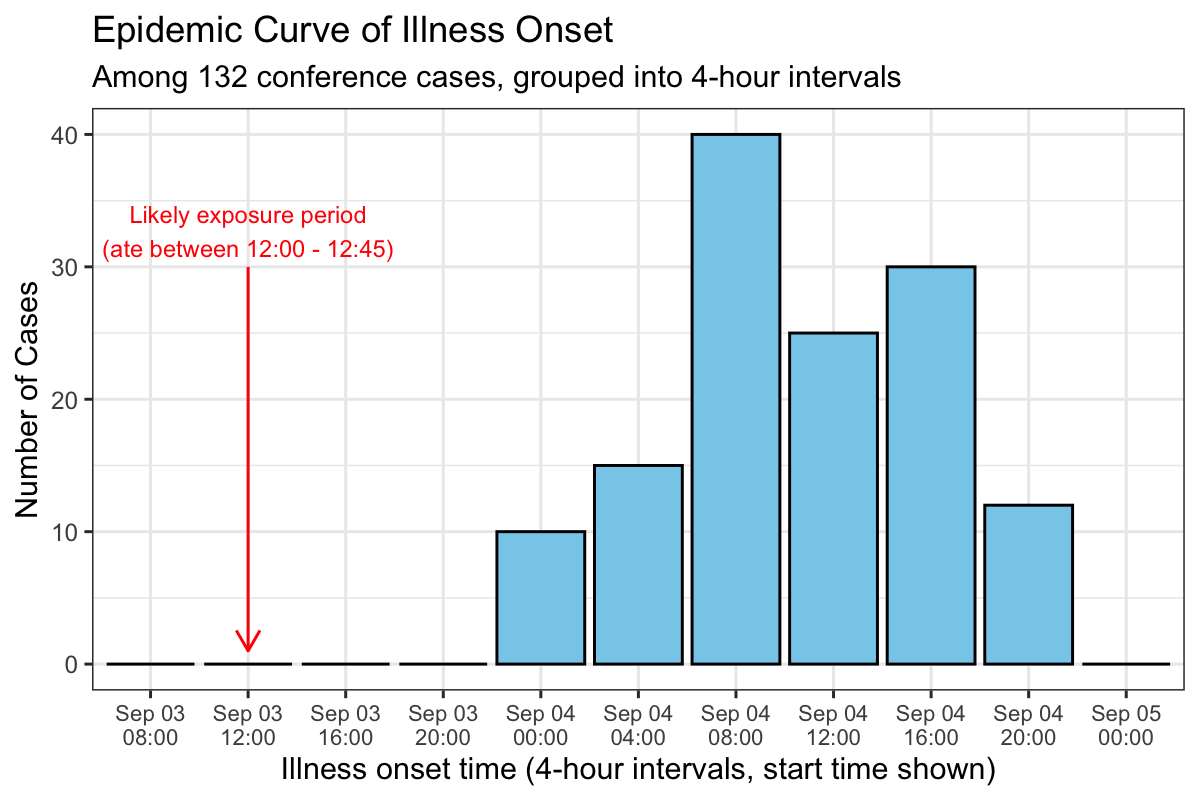 Epidemic Curve of Illness Onset
Among 132 conference cases, grouped into 4-hour intervals
Number of Cases
40
30
20
10
0
Likely exposure period
(ate between 12:00 - 12:45)
Sep 03 Sep 03 Sep 03 Sep 03 Sep 04 Sep 04 Sep 04 Sep 04 Sep 04 Sep 04 Sep 05
08:00 12:00 16:00 20:00 00:00 04:00 08:00 12:00 16:00 20:00 00:00
Illness onset time (4-hour intervals, start time shown)